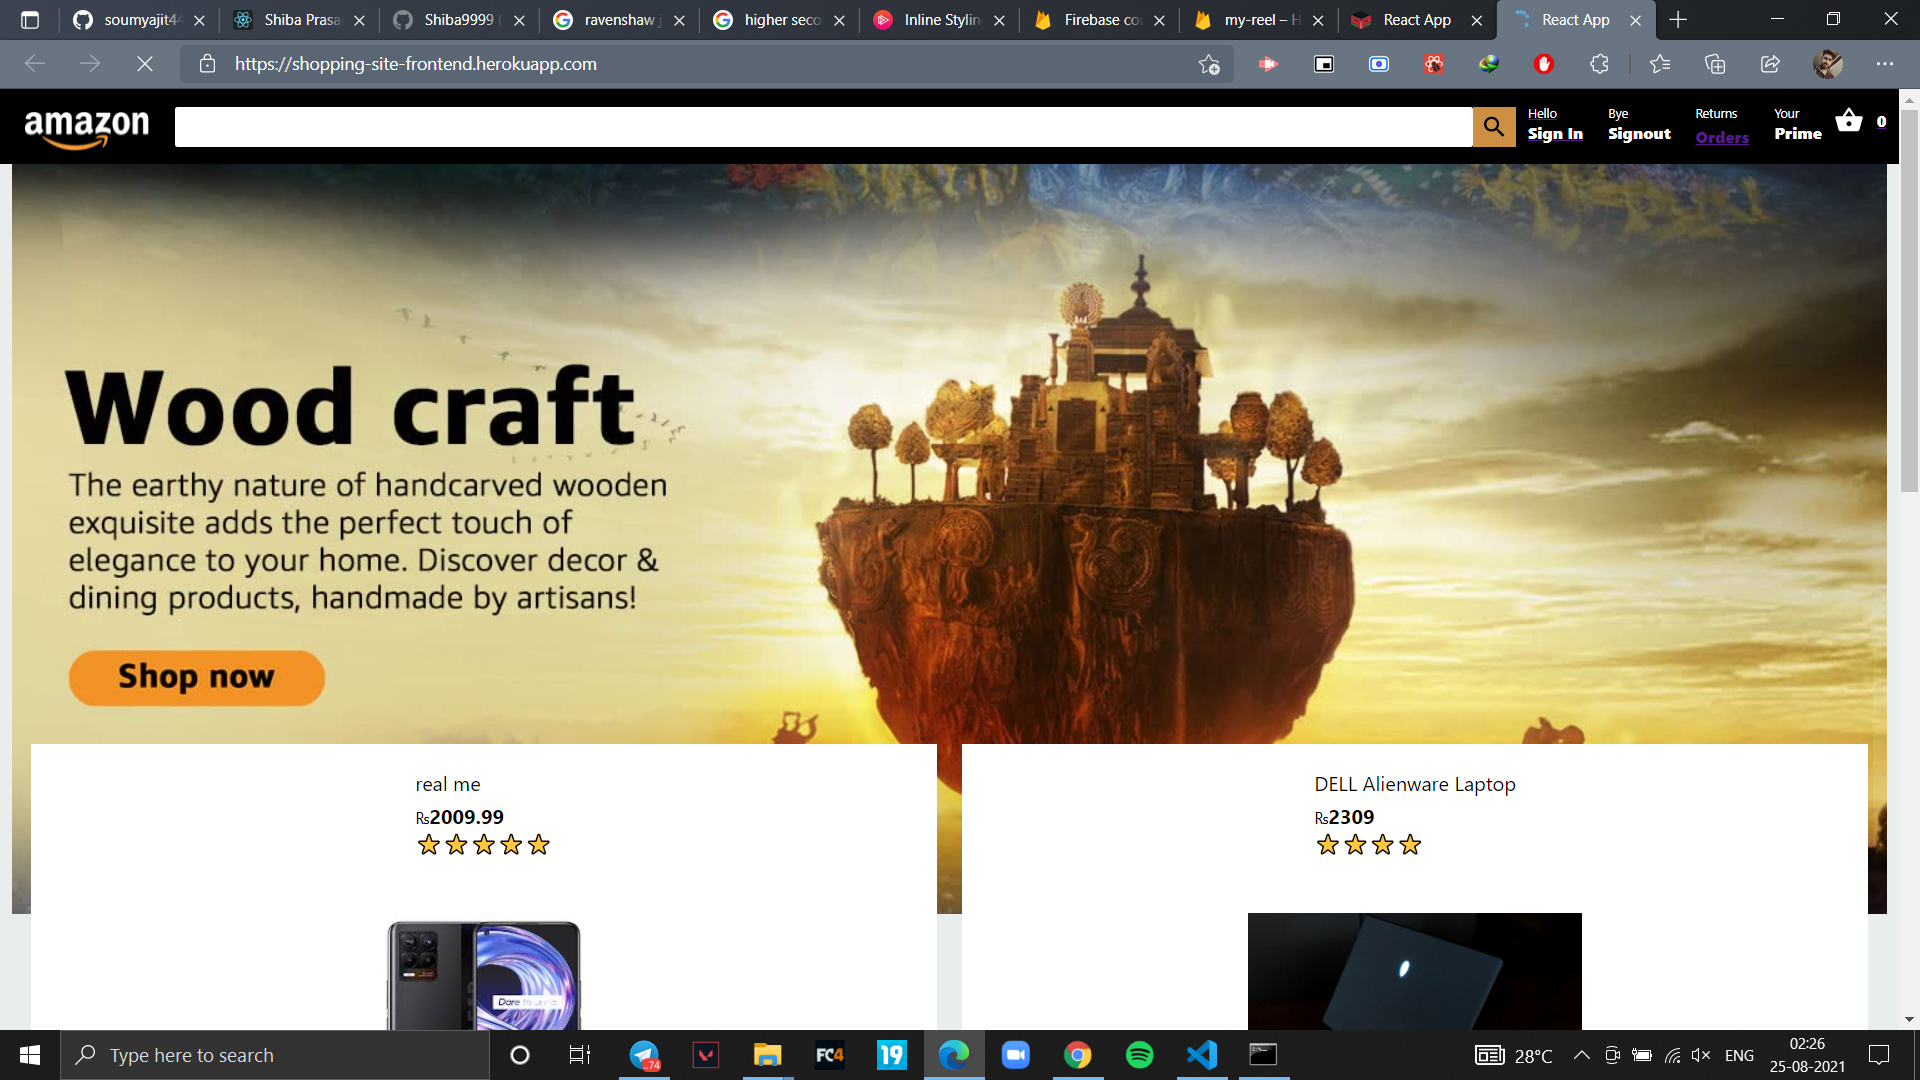 soumyajit44
Shiba Prasa
Shiba9999 (
ravenshaw j
higher seco
Inline Stylin
Firebase co
my-reel – H
React App
React App
https://shopping-site-frontend.herokuapp.com
amazon
Hello
Sign In
Bye
Signout
Returns
Orders
Your
Prime
0
Wood craft
The earthy nature of handcarved wooden
exquisite adds the perfect touch of
elegance to your home. Discover decor &
dining products, handmade by artisans!
Shop now
real me
₨2009.99
DELL Alienware Laptop
₨2309
Dare to Leap
Type here to search
..74
FC4
19
28°C
ENG
02:26
25-08-2021